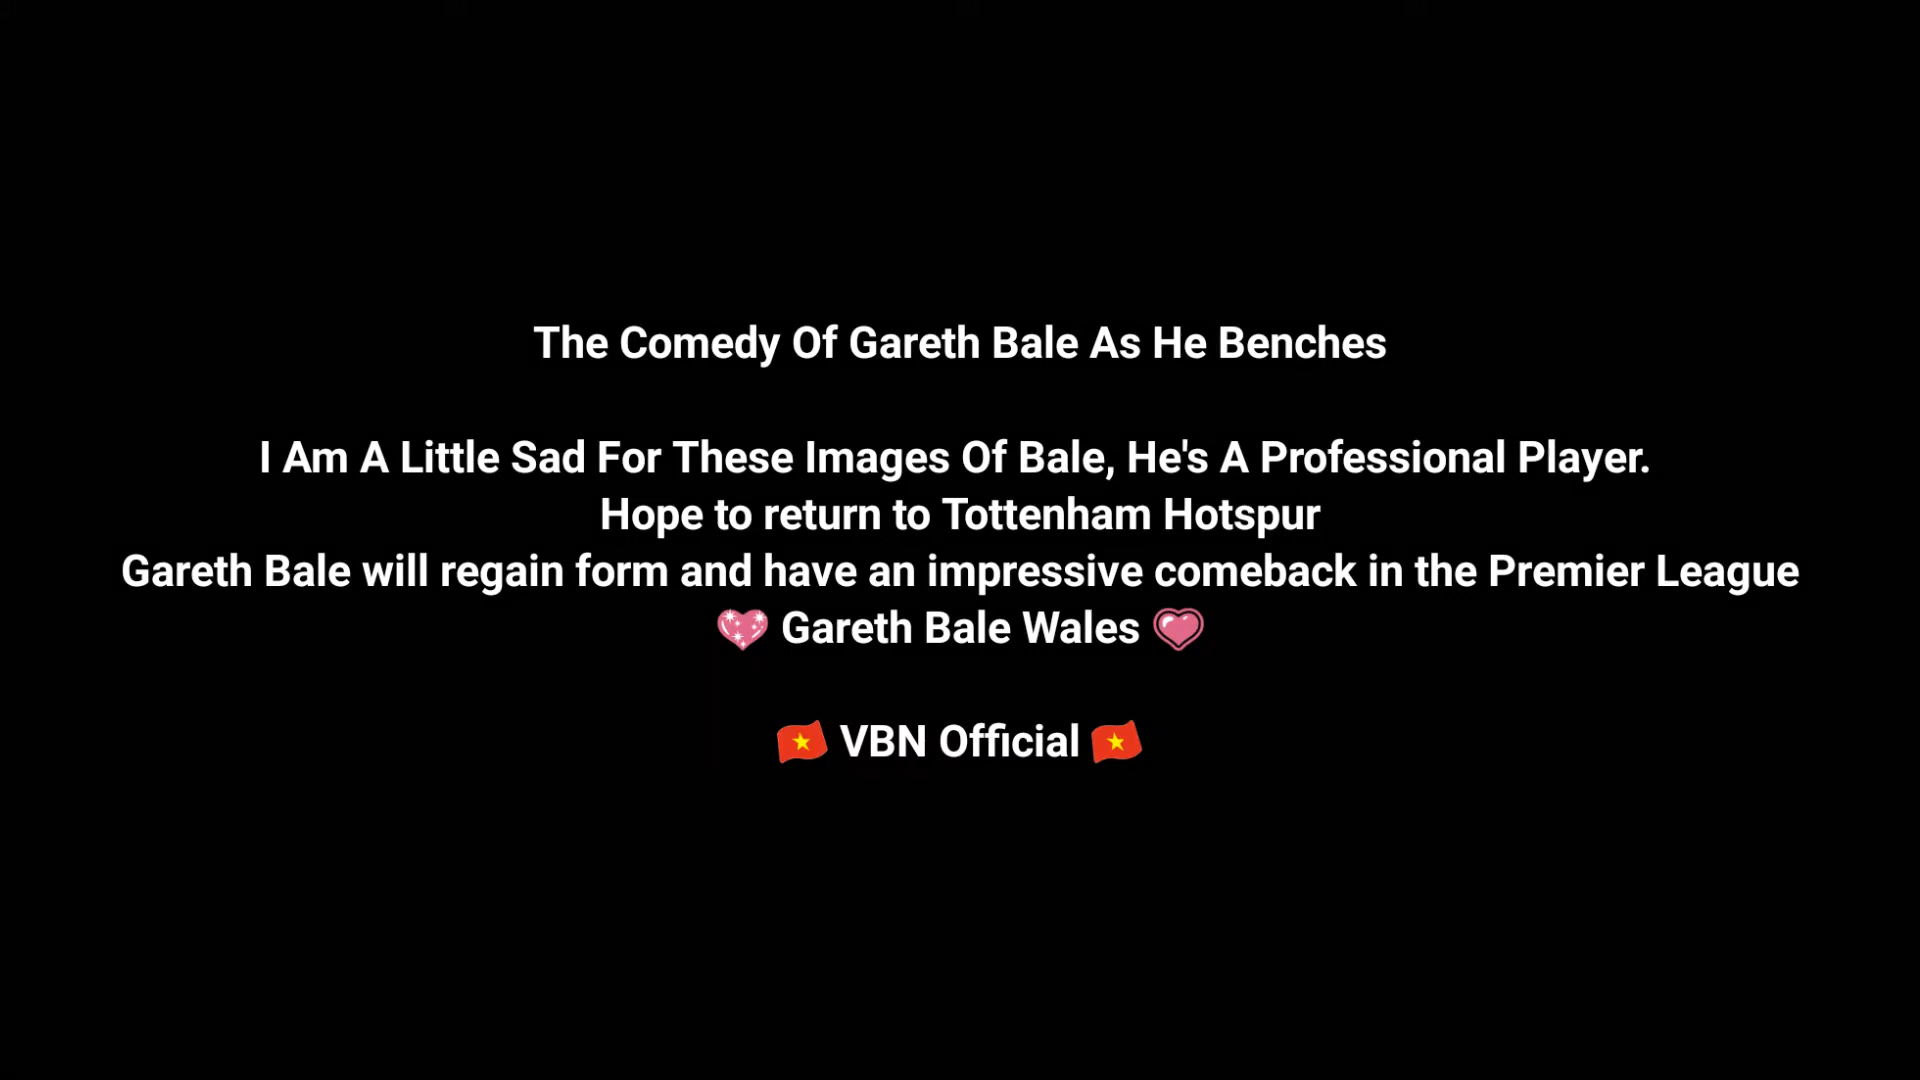 The Comedy Of Gareth Bale As He Benches
I Am A Little Sad For These Images Of Bale, He's A Professional Player.
Hope to return to Tottenham Hotspur
Gareth Bale will regain form and have an impressive comeback in the Premier League
💖 Gareth Bale Wales 💗
🇻🇳 VBN Official 🇻🇳